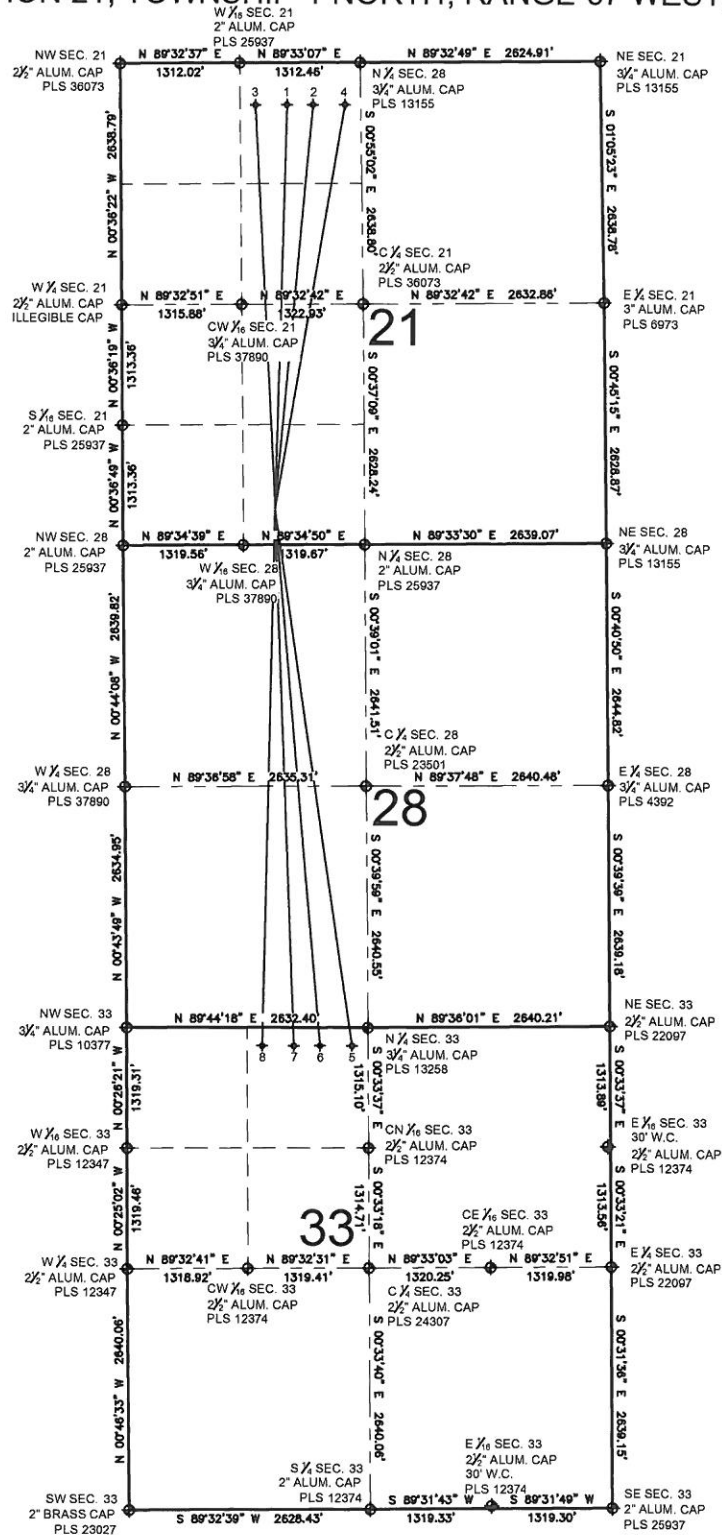 ION 21, TOWNSHIP 1 NORTH, RANGE 67 WEST
W 1/16 SEC. 21
2" ALUM. CAP
PLS 25937
NW SEC. 21
2½" ALUM. CAP
PLS 36073
N 89°32'37" E
1312.02'
N 89°33'07" E
1312.45'
N 89°32'49" E 2624.91'
NE SEC. 21
3¼" ALUM. CAP
PLS 13155
N ¼ SEC. 28
3¼" ALUM. CAP
PLS 13155
3 1 2 4
N 00°36'22" W 2638.79'
S 00°55'02" E 2638.80'
S 01°05'23" E 2638.78'
C ¼ SEC. 21
2½" ALUM. CAP
PLS 36073
W ¼ SEC. 21
2½" ALUM. CAP
ILLEGIBLE CAP
N 89°32'51" E
1315.88'
N 89°32'42" E
1322.93'
N 89°32'42" E 2632.86'
E ¼ SEC. 21
3" ALUM. CAP
PLS 6973
21
CW 1/16 SEC. 21
3¼" ALUM. CAP
PLS 37890
N 00°36'19" W
1313.36'
S 00°37'09" E 2628.24'
S 00°45'15" E 2628.87'
S 1/16 SEC. 21
2" ALUM. CAP
PLS 25937
N 00°36'49" W
1313.36'
NW SEC. 28
2" ALUM. CAP
PLS 25937
N 89°34'39" E
1319.56'
N 89°34'50" E
1319.67'
N 89°33'30" E 2639.07'
NE SEC. 28
3¼" ALUM. CAP
PLS 13155
W 1/16 SEC. 28
3¼" ALUM. CAP
PLS 37890
N ¼ SEC. 28
2" ALUM. CAP
PLS 25937
N 00°44'08" W 2639.82'
S 00°39'01" E 2641.51'
S 00°40'50" E 2644.82'
C ¼ SEC. 28
2½" ALUM. CAP
PLS 23501
W ¼ SEC. 28
3¼" ALUM. CAP
PLS 37890
N 89°36'58" E 2635.31'
N 89°37'48" E 2640.48'
E ¼ SEC. 28
3¼" ALUM. CAP
PLS 4392
28
N 00°43'49" W 2634.95'
S 00°39'59" E 2640.55'
S 00°39'39" E 2639.18'
NW SEC. 33
3¼" ALUM. CAP
PLS 10377
N 89°44'18" E 2632.40'
N 89°36'01" E 2640.21'
NE SEC. 33
2½" ALUM. CAP
PLS 22097
N ¼ SEC. 33
3¼" ALUM. CAP
PLS 13258
8 7 6 5
N 00°26'21" W
1319.31'
S 00°33'37" E
1315.10'
S 00°33'37" E
1313.89'
W 1/16 SEC. 33
2½" ALUM. CAP
PLS 12347
CN 1/16 SEC. 33
2½" ALUM. CAP
PLS 12374
E 1/16 SEC. 33
30' W.C.
2½" ALUM. CAP
PLS 12374
N 00°25'02" W
1319.46'
S 00°33'18" E
1314.71'
S 00°33'21" E
1313.56'
33
CE 1/16 SEC. 33
2½" ALUM. CAP
PLS 12374
W ¼ SEC. 33
2½" ALUM. CAP
PLS 12347
N 89°32'41" E
1318.92'
N 89°32'31" E
1319.41'
N 89°33'03" E
1320.25'
N 89°32'51" E
1319.98'
E ¼ SEC. 33
2½" ALUM. CAP
PLS 22097
CW 1/16 SEC. 33
2½" ALUM. CAP
PLS 12374
C ¼ SEC. 33
2½" ALUM. CAP
PLS 24307
N 00°46'33" W 2640.06'
S 00°33'40" E 2640.06'
S 00°31'36" E 2639.15'
E 1/16 SEC. 33
2½" ALUM. CAP
30' W.C.
PLS 12374
S ¼ SEC. 33
2" ALUM. CAP
PLS 12374
SW SEC. 33
2" BRASS CAP
PLS 23027
S 89°32'39" W 2628.43'
S 89°31'43" W
1319.33'
S 89°31'49" W
1319.30'
SE SEC. 33
2" ALUM. CAP
PLS 25937